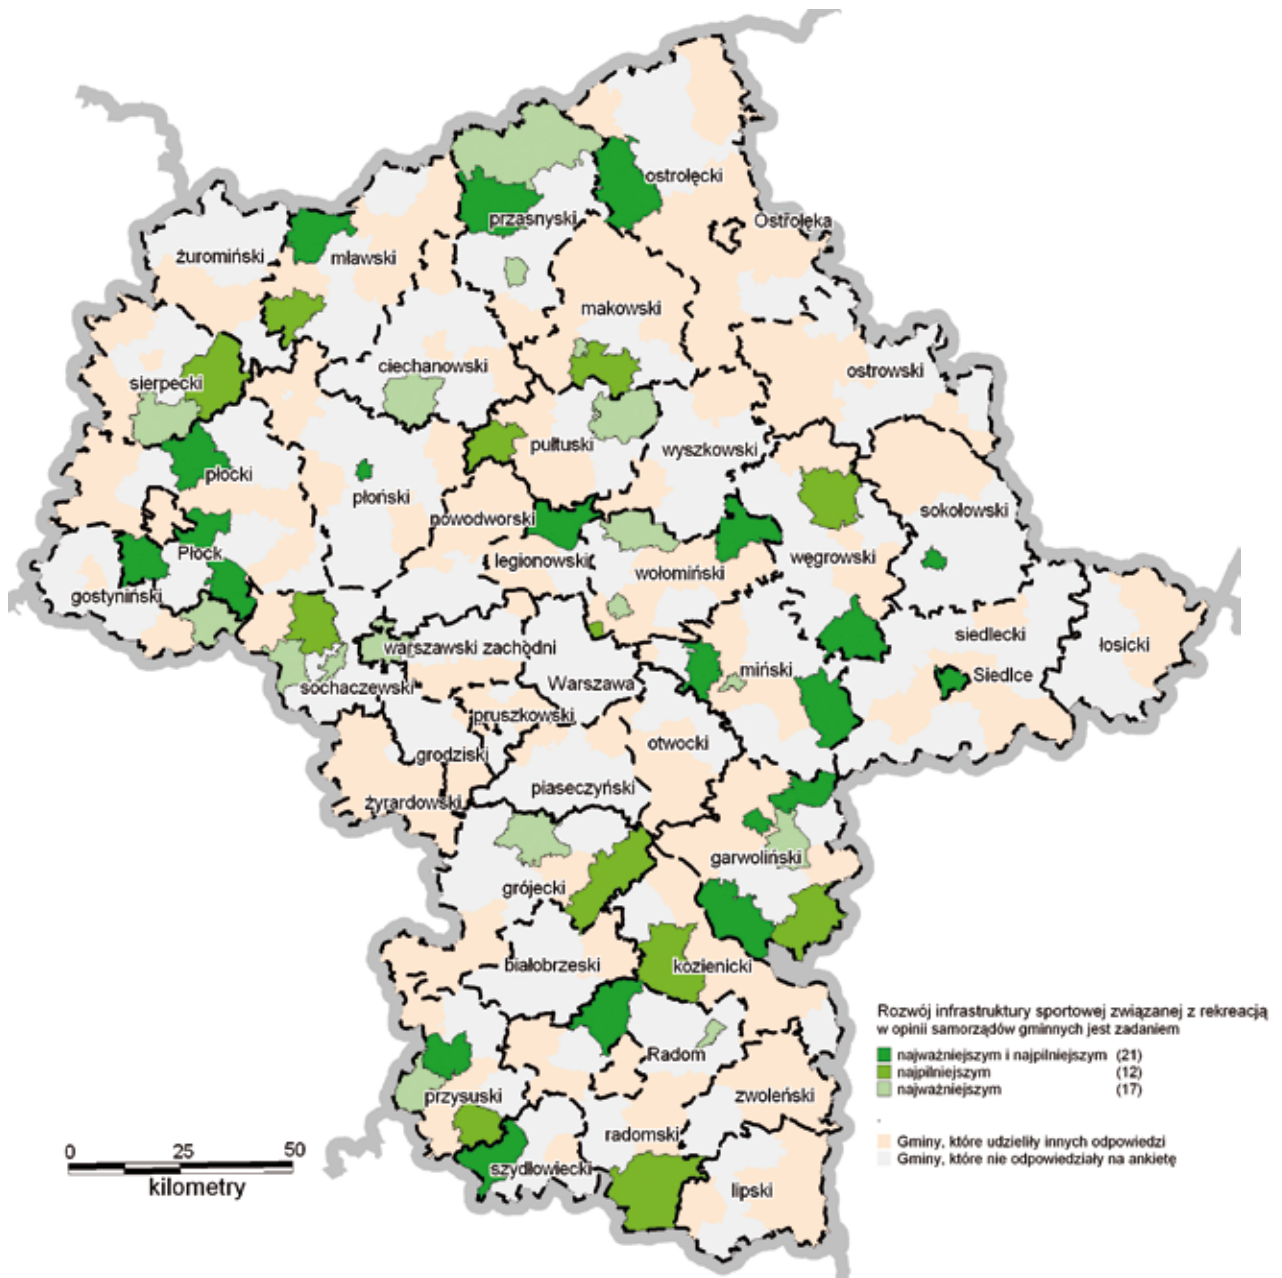 ostrołęcki
przasnyski
Ostrołęka
żuromiński
mławski
makowski
ciechanowski
ostrowski
sierpecki
pułtuski
wyszkowski
płocki
płoński
sokołowski
nowodworski
Płock
legionowski
wołomiński
węgrowski
gostyniński
siedlecki
łosicki
warszawski zachodni
miński
Siedlce
sochaczewski
Warszawa
pruszkowski
otwocki
grodziski
piaseczyński
żyrardowski
garwoliński
grójecki
białobrzeski
kozienicki
Radom
przysuski
zwoleński
radomski
szydłowiecki
lipski
Rozwój infrastruktury sportowej związanej z rekreacją
w opinii samorządów gminnych jest zadaniem
najważniejszym i najpilniejszym (21)
najpilniejszym (12)
najważniejszym (17)
Gminy, które udzieliły innych odpowiedzi
Gminy, które nie odpowiedziały na ankietę
0 25 50
kilometry